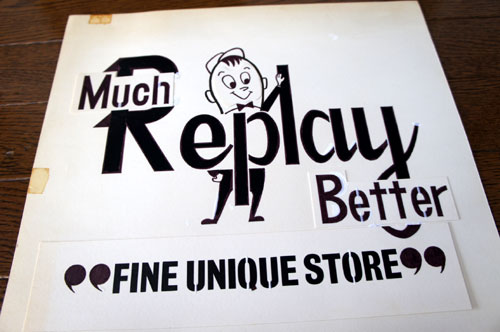 Much
Replay
Better
❟❟FINE UNIQUE STORE❟❟